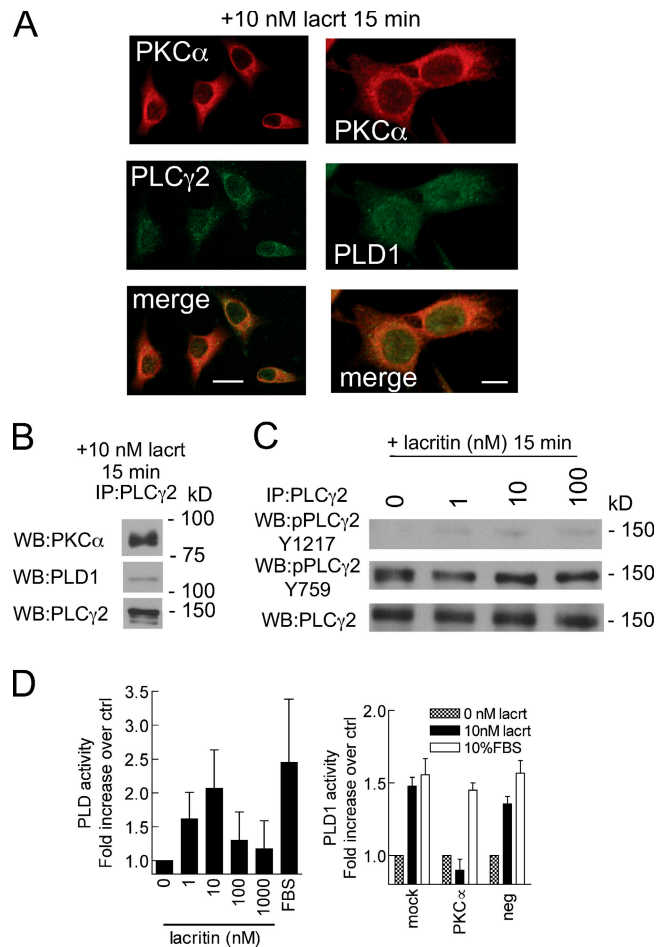 A
+10 nM lacrt 15 min
PKCα
PKCα
PLCγ2
PLD1
merge
merge
B
+10 nM lacrt
15 min
IP:PLCγ2 kD
- 100
WB:PKCα
- 75
WB:PLD1
- 100
WB:PLCγ2 - 150
C
+ lacritin (nM) 15 min
IP:PLCγ2 0 1 10 100 kD
WB:pPLCγ2
Y1217
- 150
WB:pPLCγ2
Y759
- 150
WB:PLCγ2 - 150
D
PLD activity
Fold increase over ctrl
3.5
3.0
2.5
2.0
1.5
1.0
0 1 10 100 1000 FBS
lacritin (nM)
PLD1 activity
Fold increase over ctrl
2.0
1.5
1.0
0 nM lacrt
10nM lacrt
10%FBS
mock PKCα neg